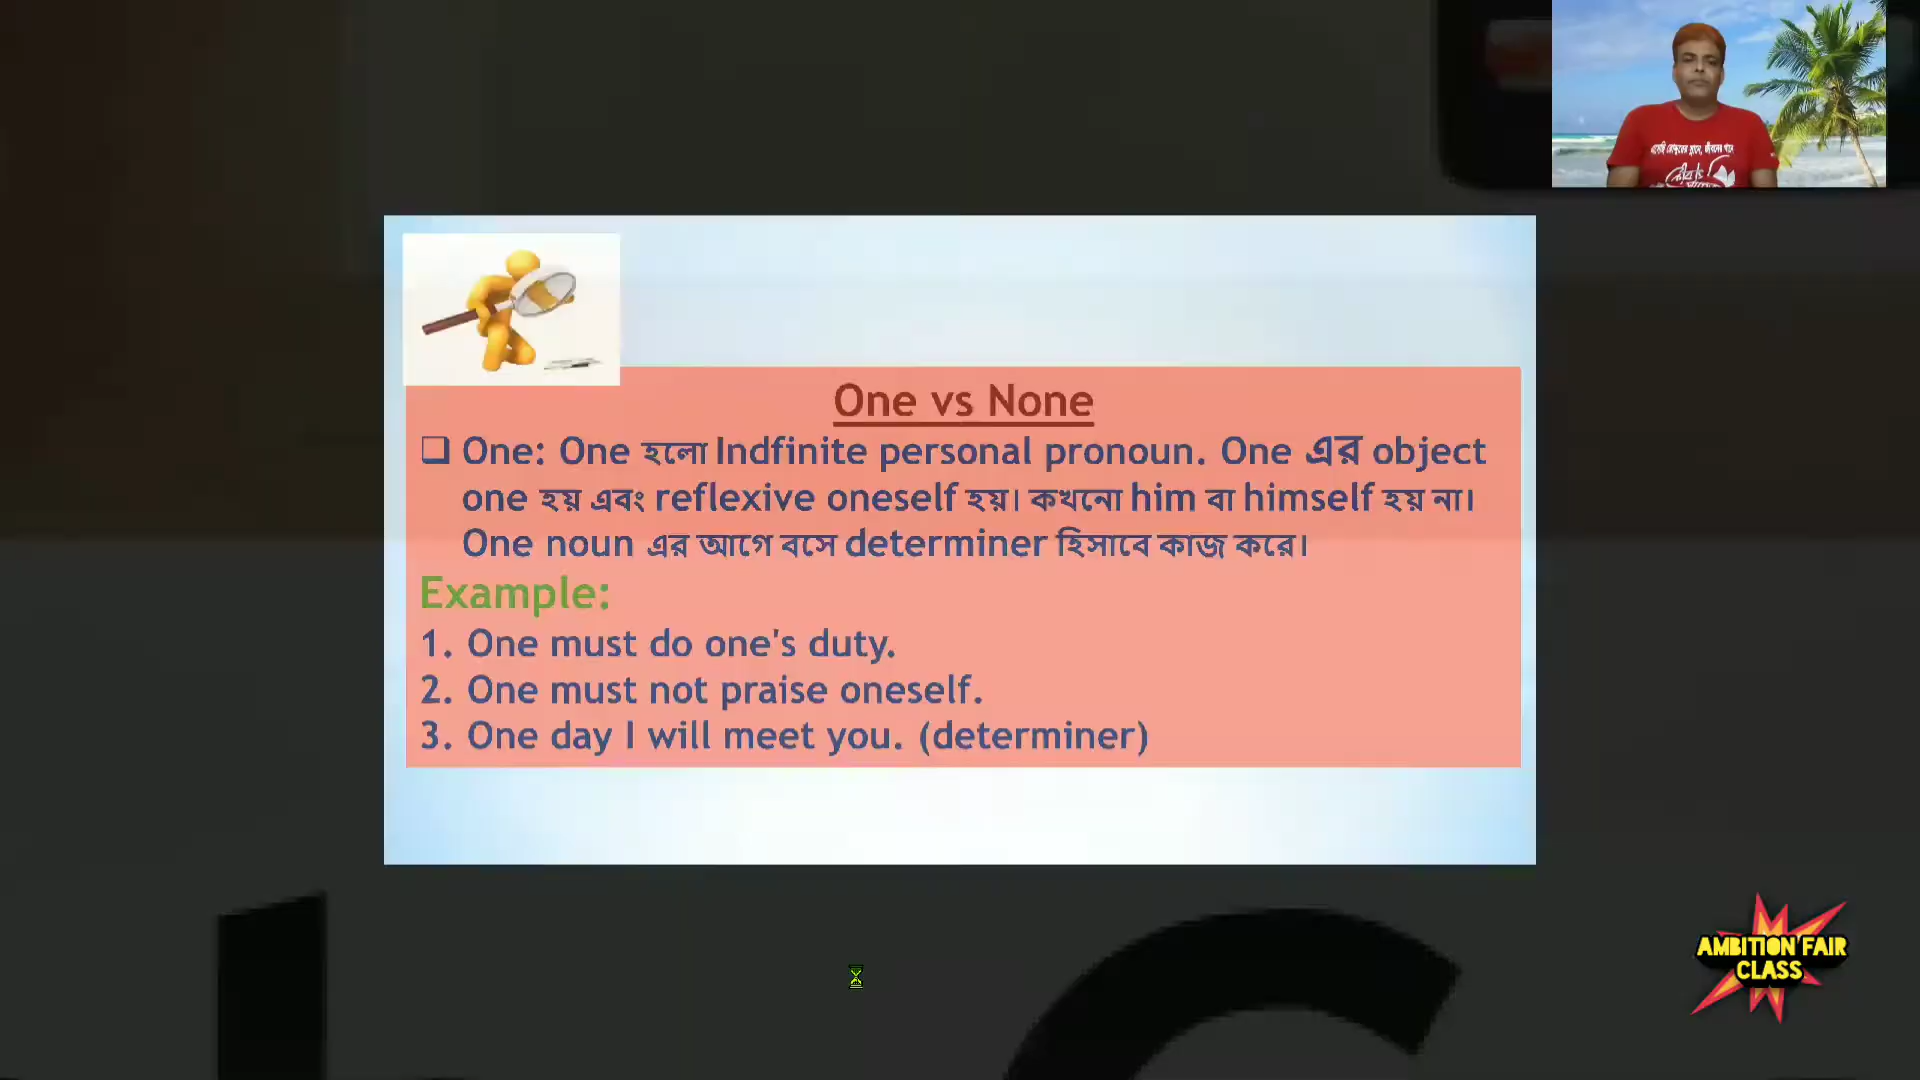 One vs None
❑ One: One হলো Indfinite personal pronoun. One এর object
one হয় এবং reflexive oneself হয়। কখনো him বা himself হয় না।
One noun এর আগে বসে determiner হিসাবে কাজ করে।
Example:
1. One must do one's duty.
2. One must not praise oneself.
3. One day I will meet you. (determiner)
AMBITION FAIR
CLASS